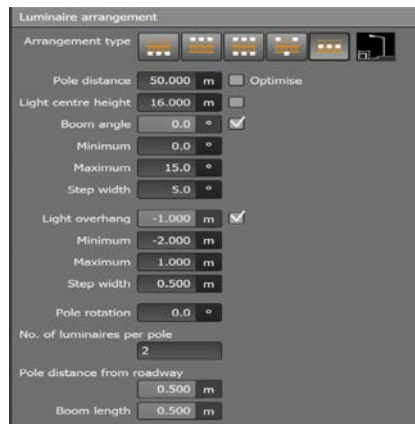 Luminaire arrangement
Arrangement type
Pole distance 50.000 m Optimise
Light centre height 16.000 m
Boom angle 0.0 °
Minimum 0.0 °
Maximum 15.0 °
Step width 5.0 °
Light overhang -1.000 m
Minimum -2.000 m
Maximum 1.000 m
Step width 0.500 m
Pole rotation 0.0 °
No. of luminaires per pole
2
Pole distance from roadway
0.500 m
Boom length 0.500 m